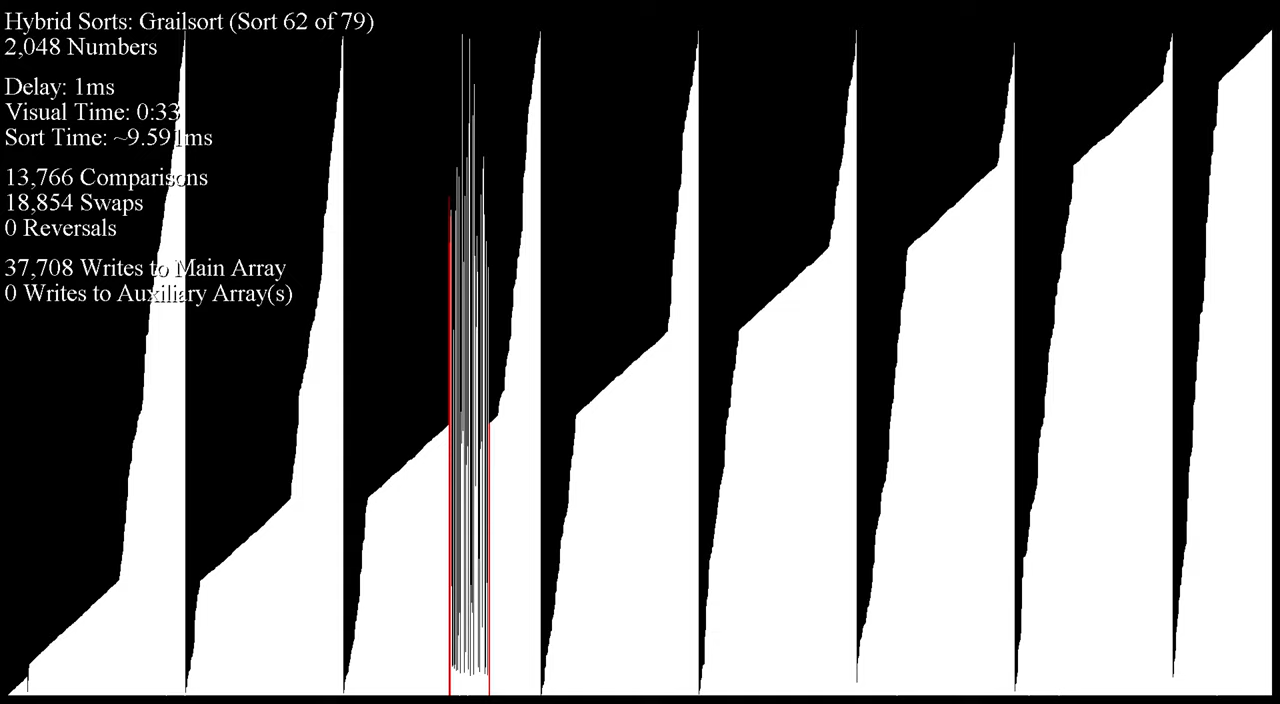 Hybrid Sorts: Grailsort (Sort 62 of 79)
2,048 Numbers
Delay: 1ms
Visual Time: 0:33
Sort Time: ~9.591ms
13,766 Comparisons
18,854 Swaps
0 Reversals
37,708 Writes to Main Array
0 Writes to Auxiliary Array(s)